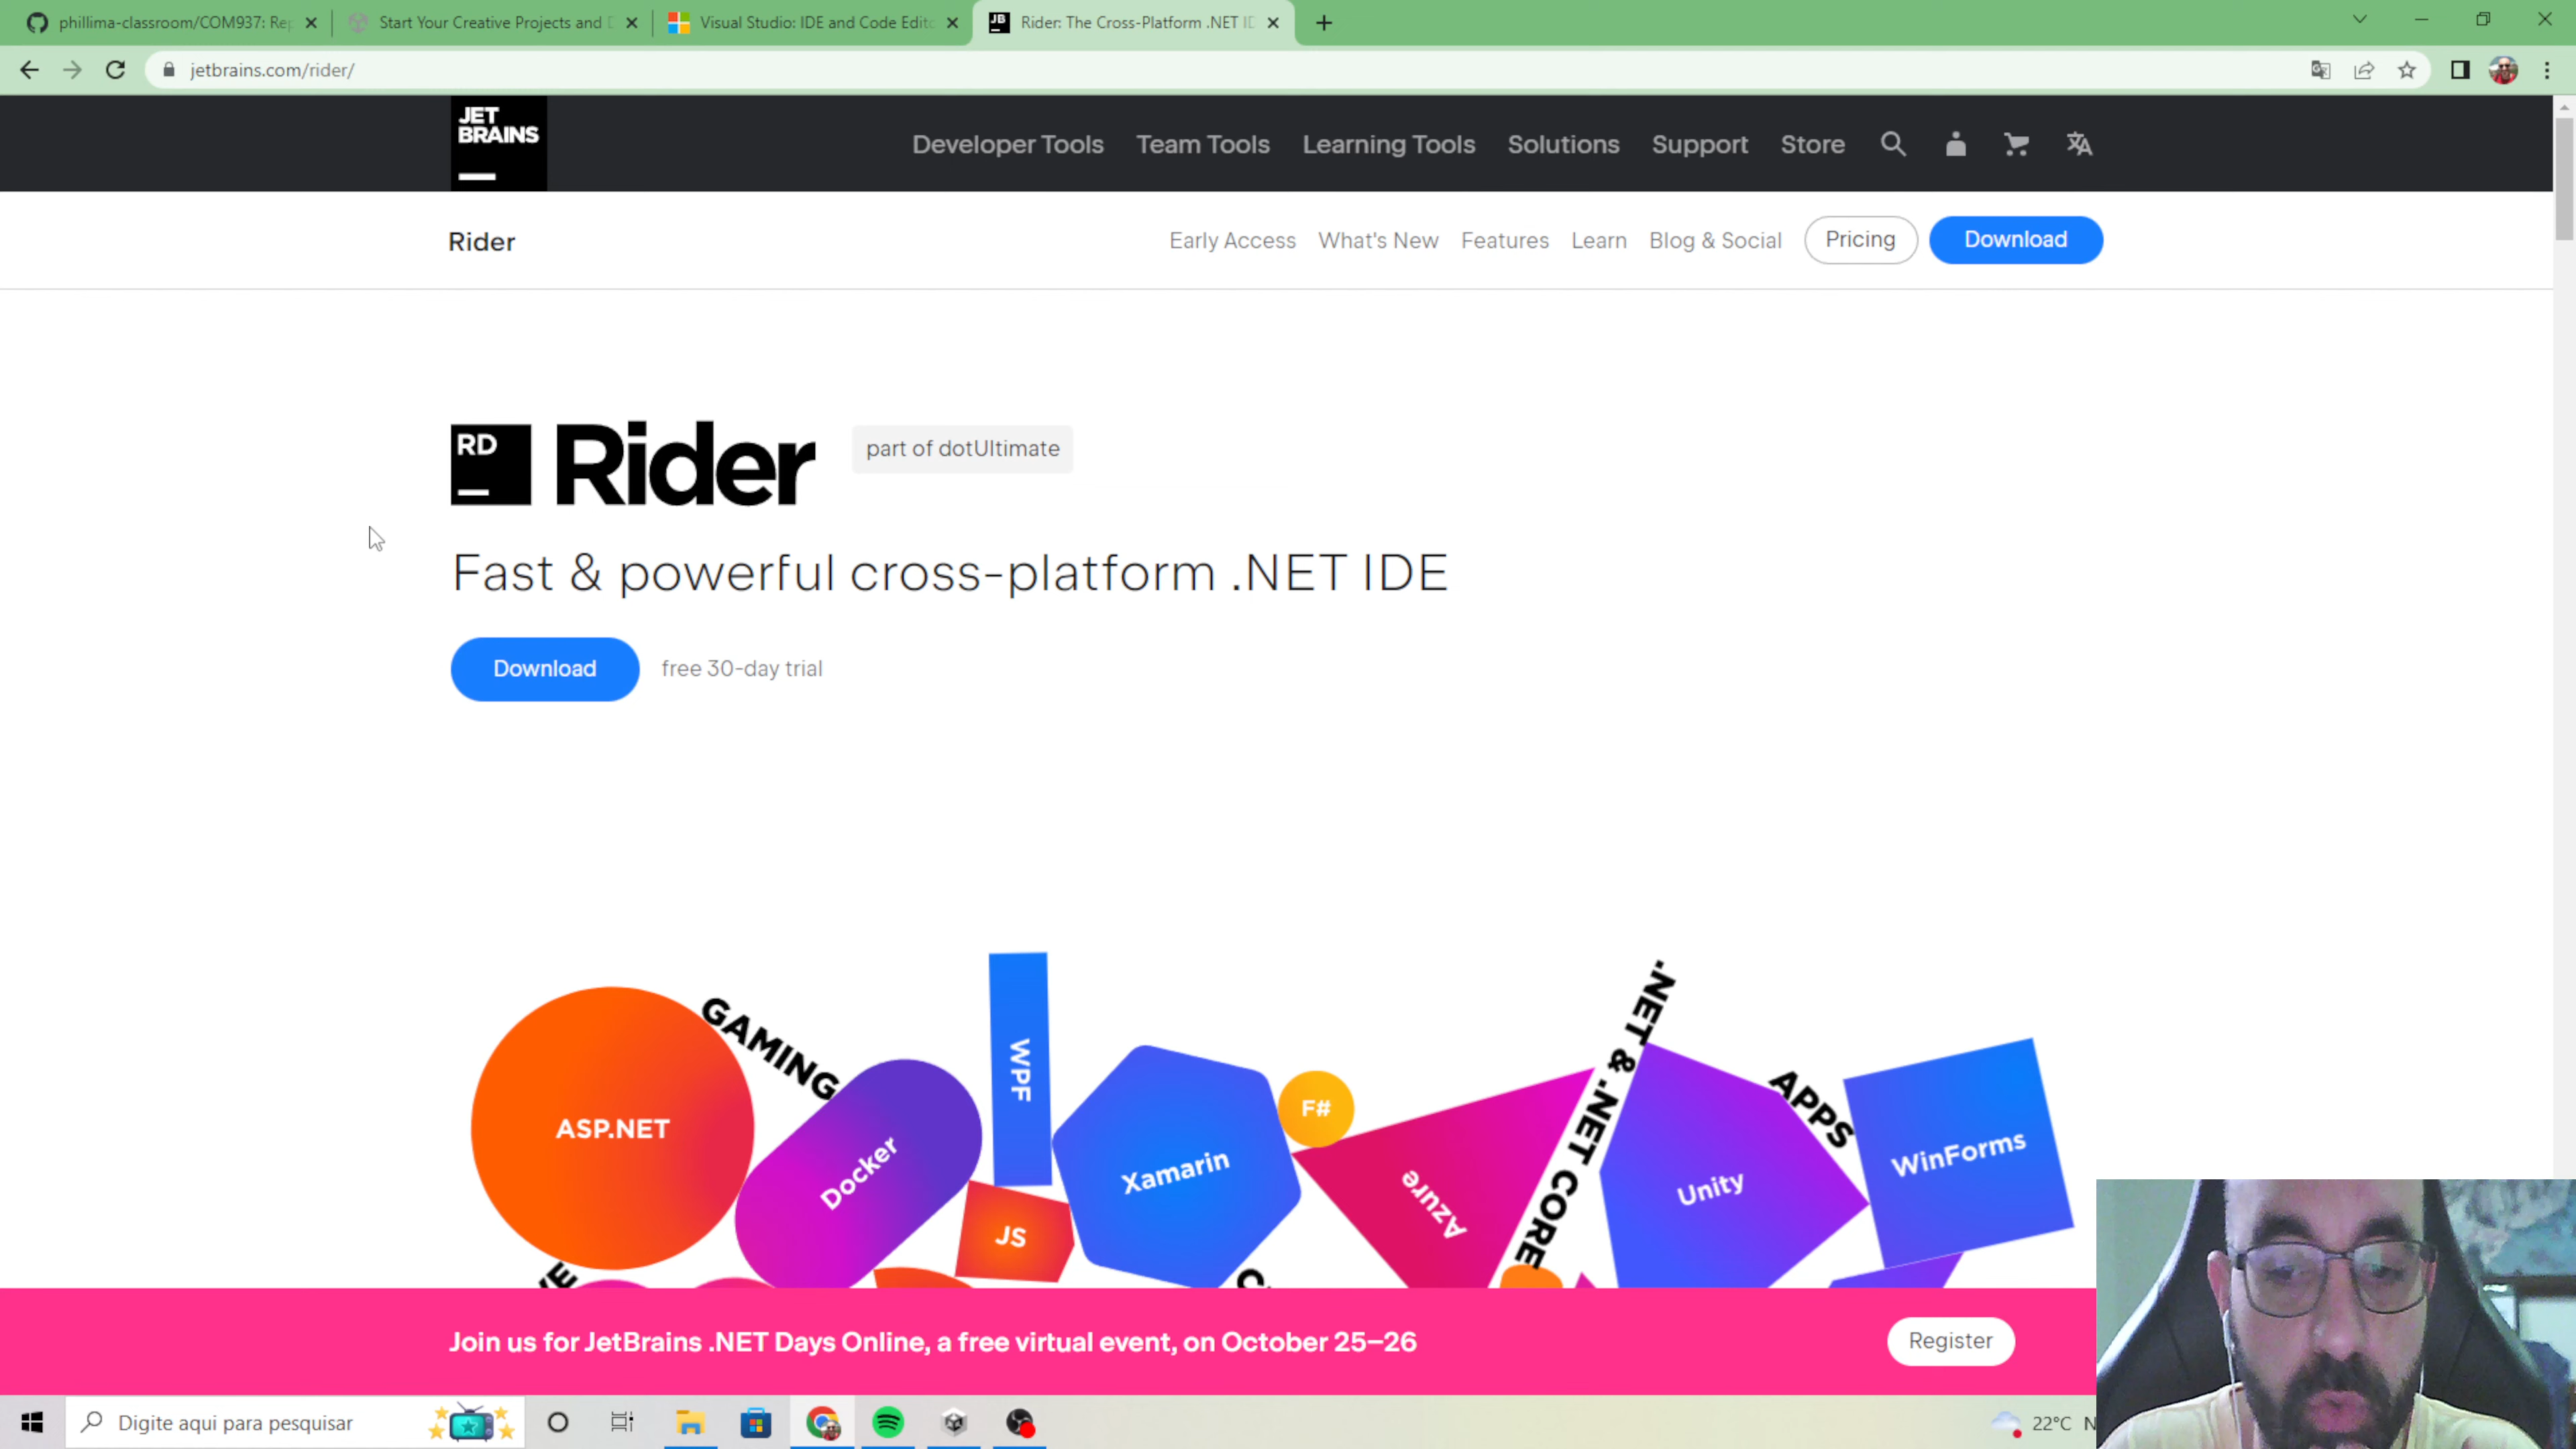 phillima-classroom/COM937: Rep
Start Your Creative Projects and D
Visual Studio: IDE and Code Edito
JB
Rider: The Cross-Platform .NET ID
jetbrains.com/rider/
JET
BRAINS
Developer Tools
Team Tools
Learning Tools
Solutions
Support
Store
Rider
Early Access
What's New
Features
Learn
Blog & Social
Pricing
Download
RD
Rider
part of dotUltimate
Fast & powerful cross-platform .NET IDE
Download
free 30-day trial
ASP.NET
GAMING
Docker
WPF
JS
Xamarin
F#
Azure
.NET & .NET CORE
Unity
APPS
WinForms
Join us for JetBrains .NET Days Online, a free virtual event, on October 25–26
Register
Digite aqui para pesquisar
22°C N